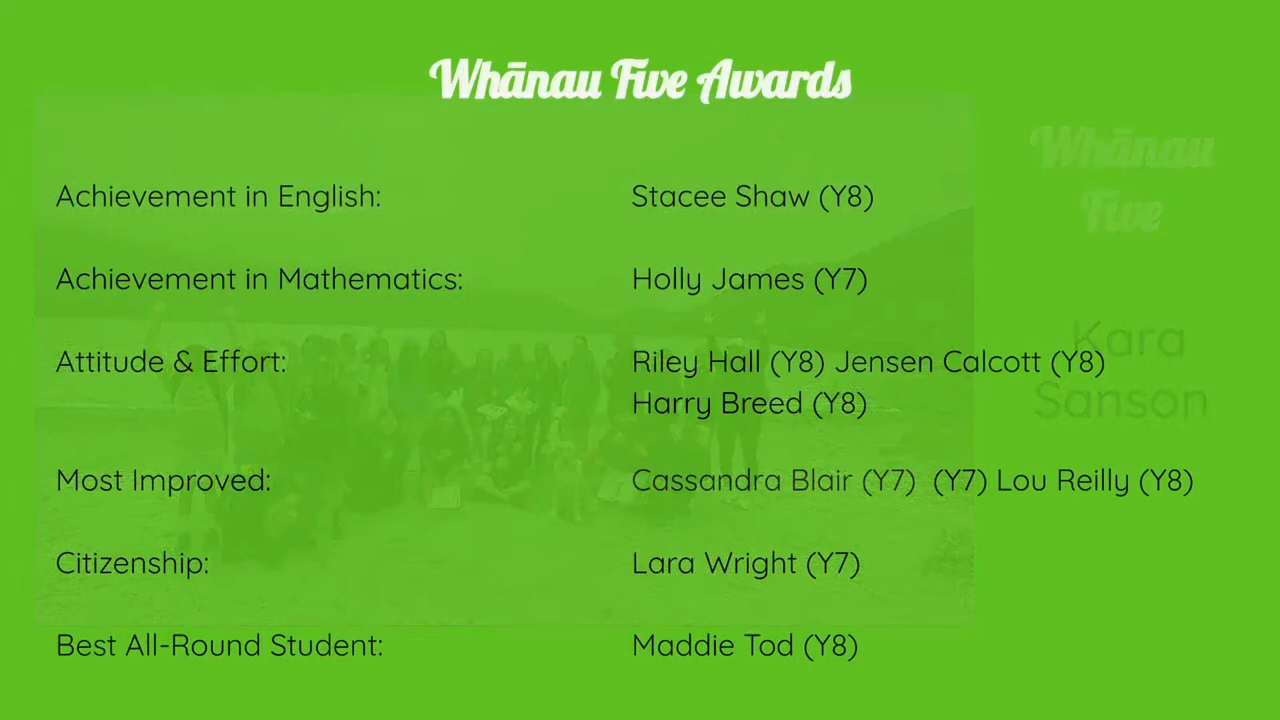 Whānau Five Awards
Whānau
Five
Achievement in English: Stacee Shaw (Y8)
Achievement in Mathematics: Holly James (Y7)
Kara
Sanson
Attitude & Effort: Riley Hall (Y8) Jensen Calcott (Y8)
Harry Breed (Y8)
Most Improved: Cassandra Blair (Y7) (Y7) Lou Reilly (Y8)
Citizenship: Lara Wright (Y7)
Best All-Round Student: Maddie Tod (Y8)